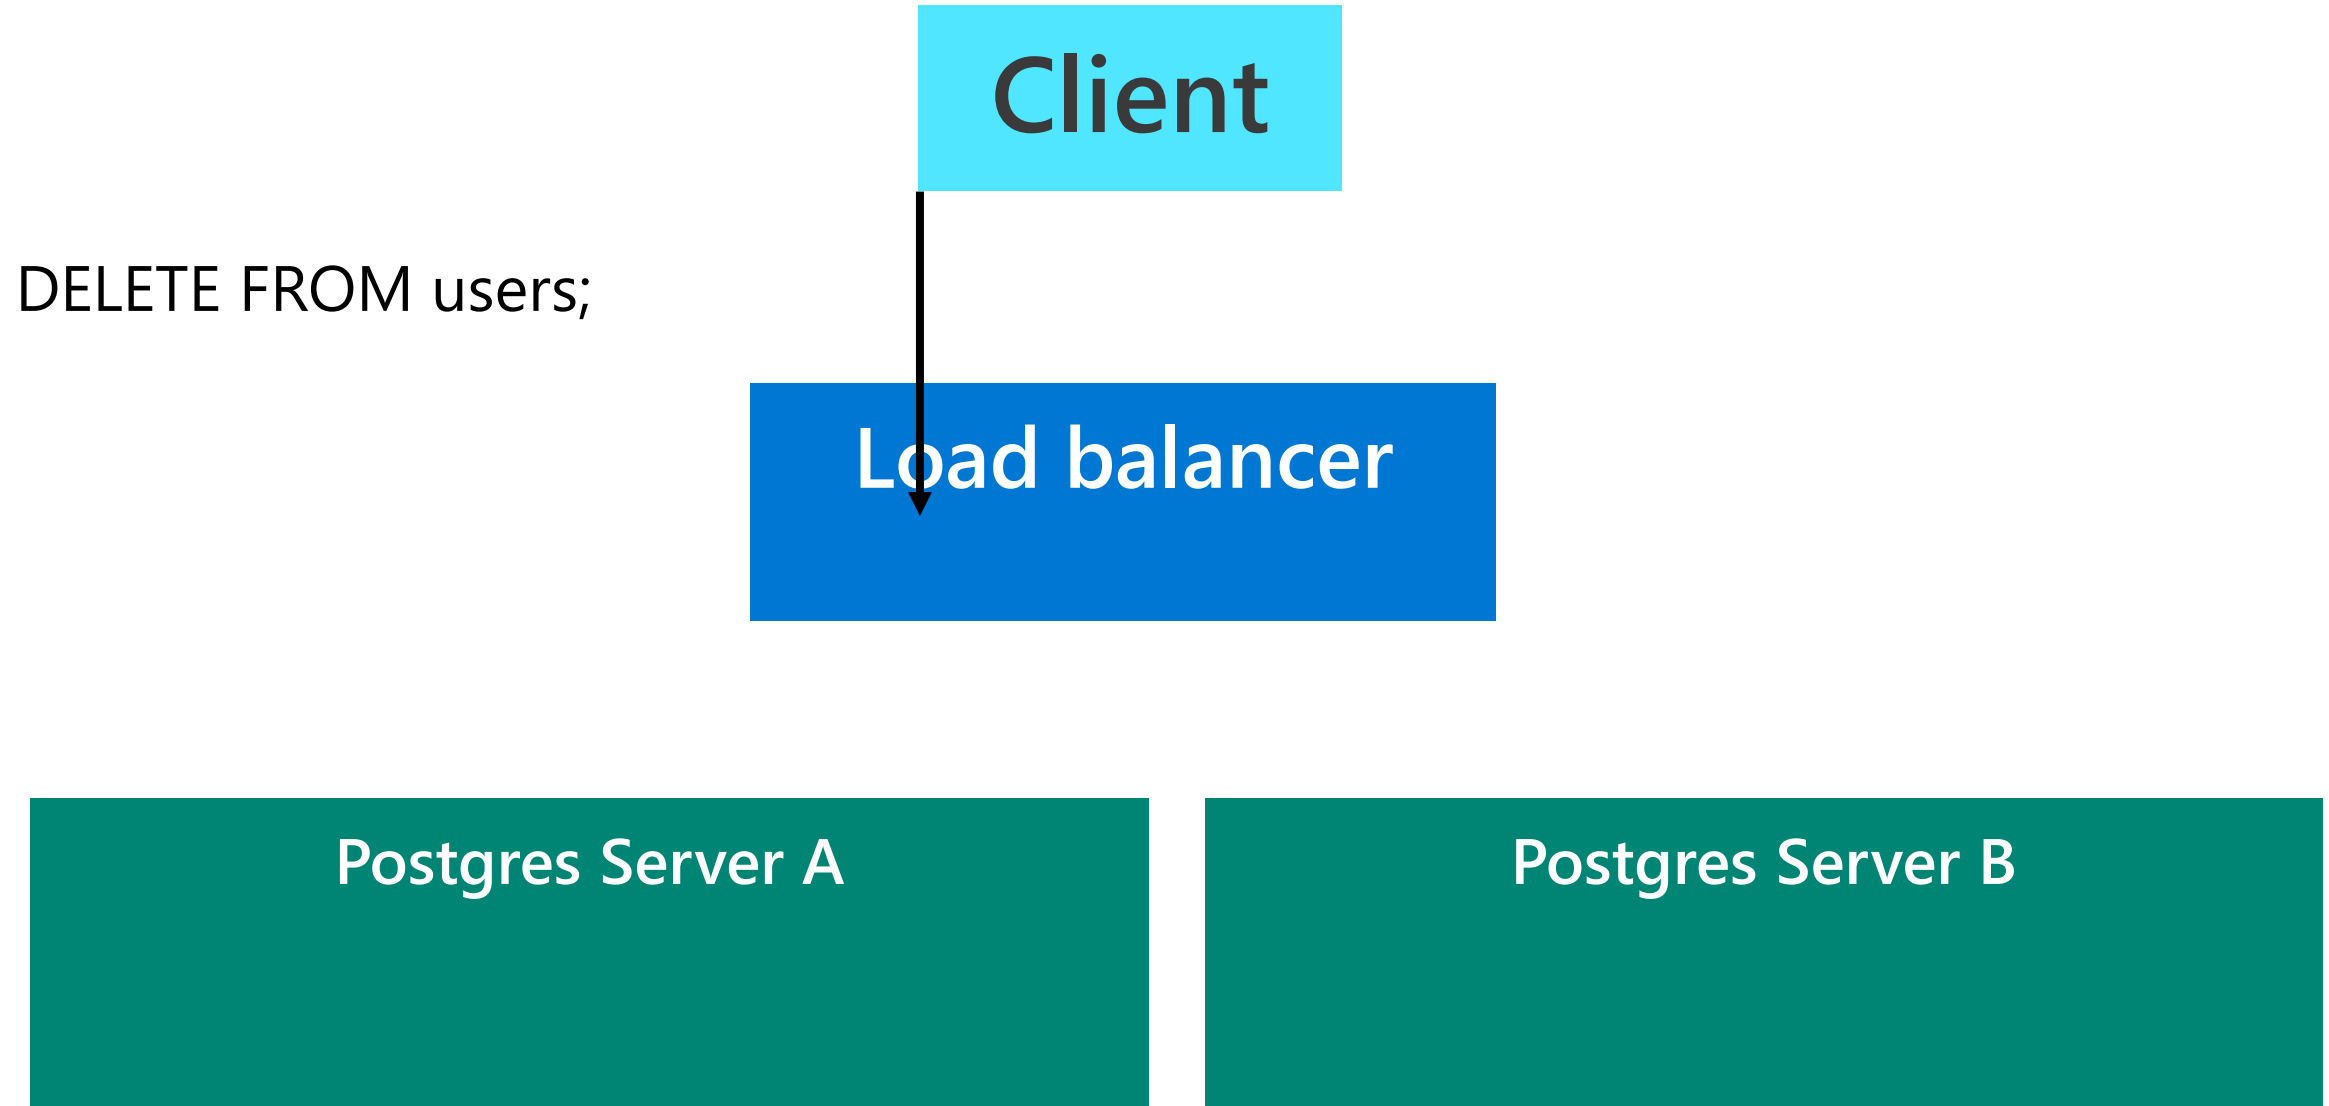 Client
DELETE FROM users;
Load balancer
Postgres Server A
Postgres Server B